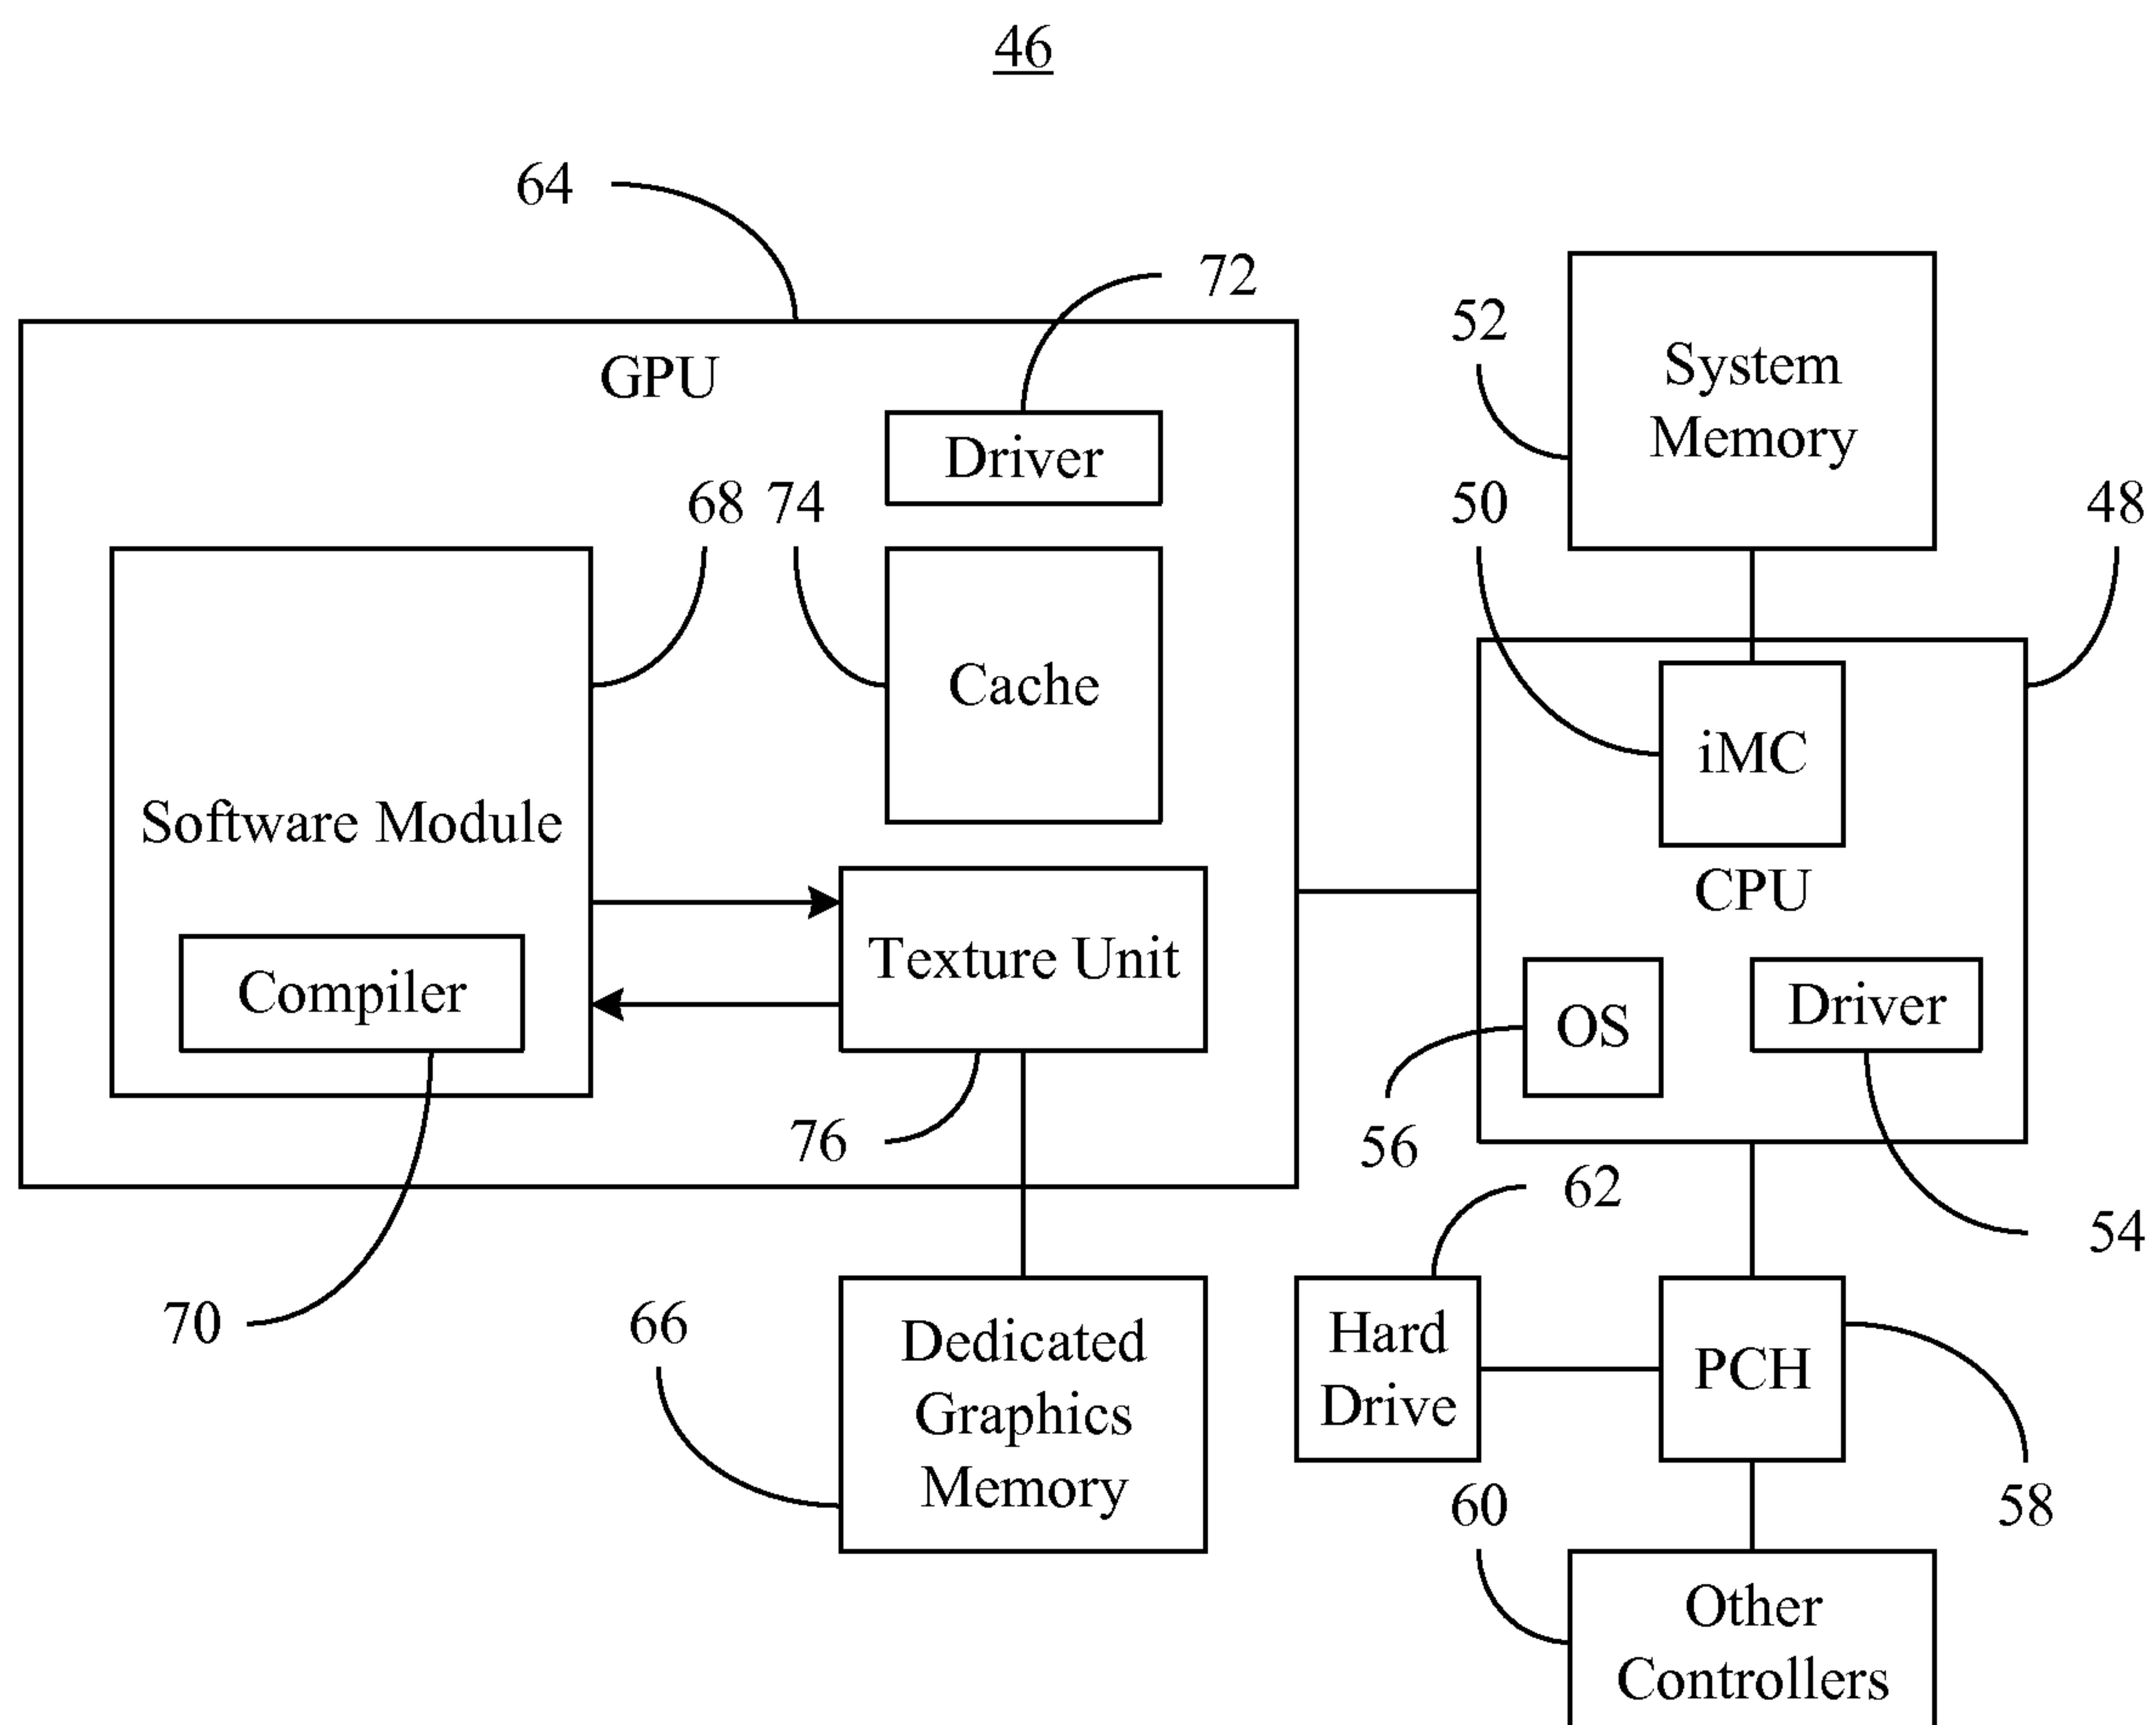 46
64
72
GPU
Driver
52
System
Memory
68
74
50
48
Cache
iMC
Software Module
CPU
Texture Unit
Compiler
OS
Driver
76
56
62
54
70
66
Dedicated
Graphics
Memory
Hard
Drive
PCH
60
58
Other
Controllers